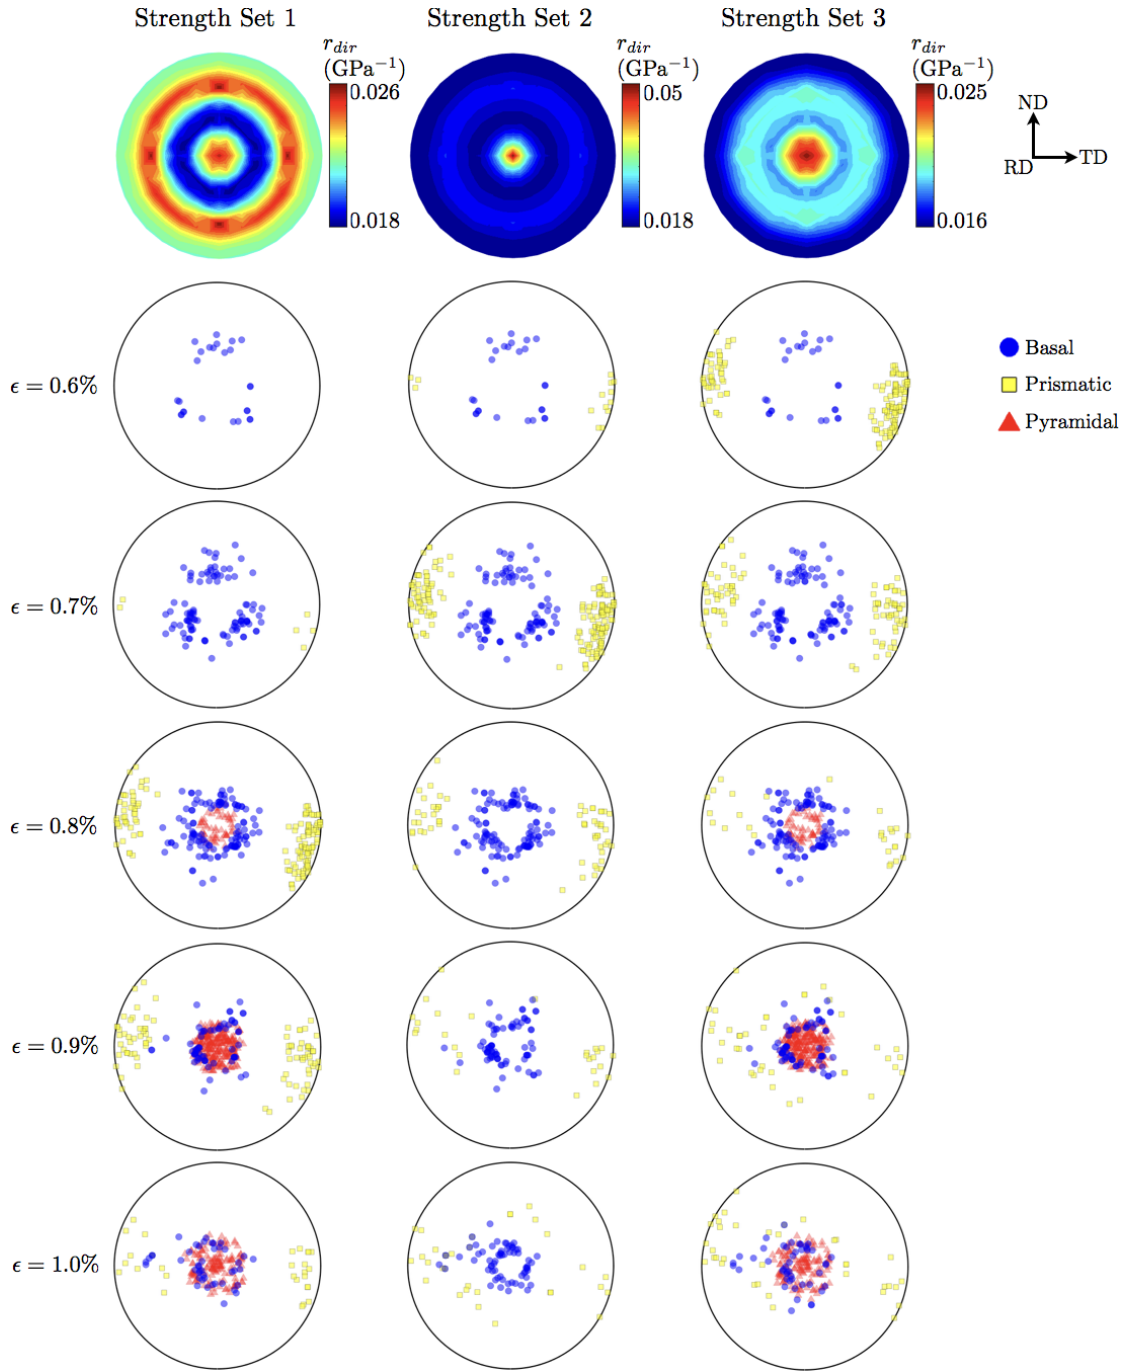 Strength Set 1 Strength Set 2 Strength Set 3
r_dir (GPa⁻¹) r_dir (GPa⁻¹) r_dir (GPa⁻¹)
0.026 0.05 0.025
ND
RD TD
0.018 0.018 0.016
Basal
ϵ = 0.6% Prismatic
Pyramidal
ϵ = 0.7%
ϵ = 0.8%
ϵ = 0.9%
ϵ = 1.0%